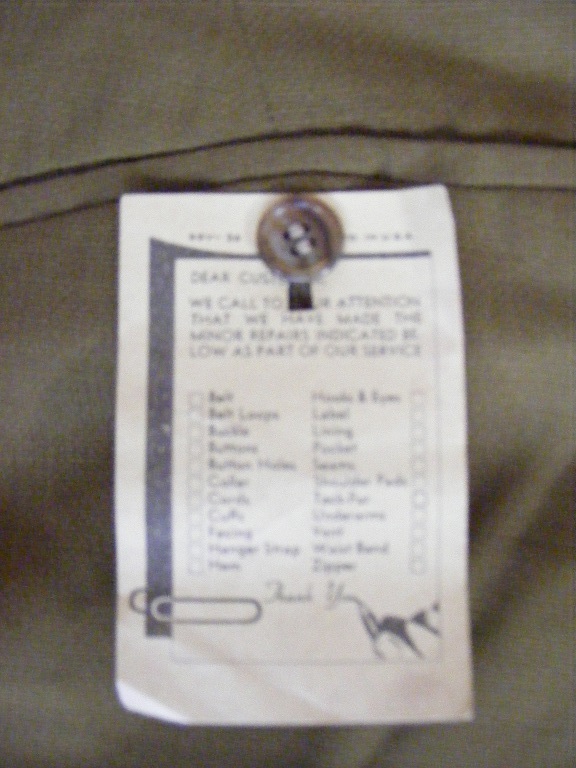 DEAR
WE CALL TO ATTENTION
THAT WE HAVE MADE THE
MINOR REPAIRS INDICATED BE-
LOW AS PART OF OUR SERVICE
Belt Hooks & Eyes
Belt Loops Label
Buckle Lining
Buttons Pocket
Button Holes Seams
Collar Shoulder Pads
Cords
Cuffs Underarms
Facing Vent
Hanger Strap Waist Band
Hem Zipper
Thank